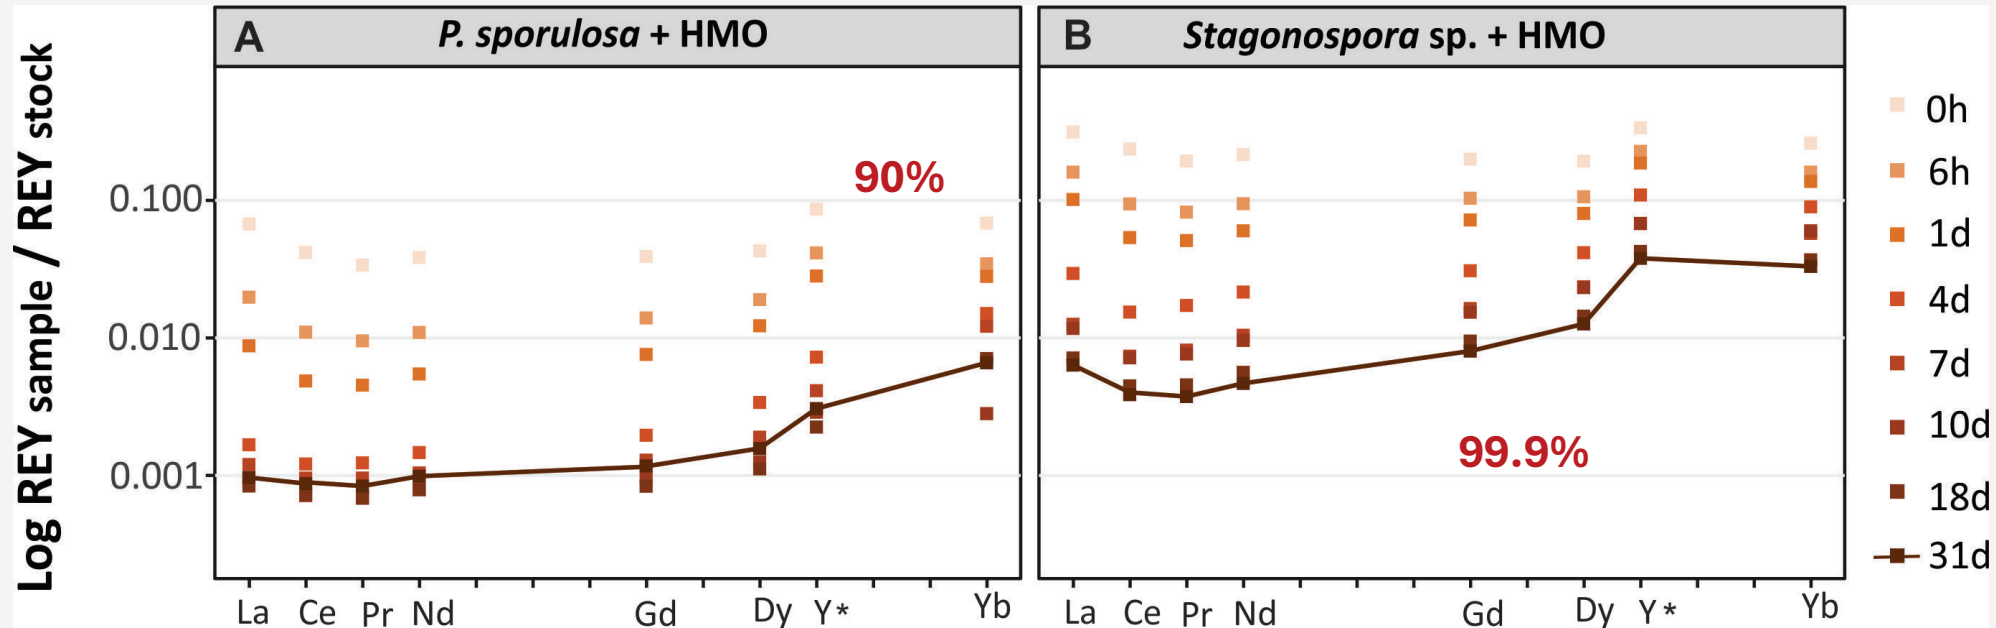 Log REY sample / REY stock
A P. sporulosa + HMO
B Stagonospora sp. + HMO
0.100
0.010
0.001
90%
99.9%
La Ce Pr Nd Gd Dy Y* Yb
La Ce Pr Nd Gd Dy Y* Yb
0h
6h
1d
4d
7d
10d
18d
31d